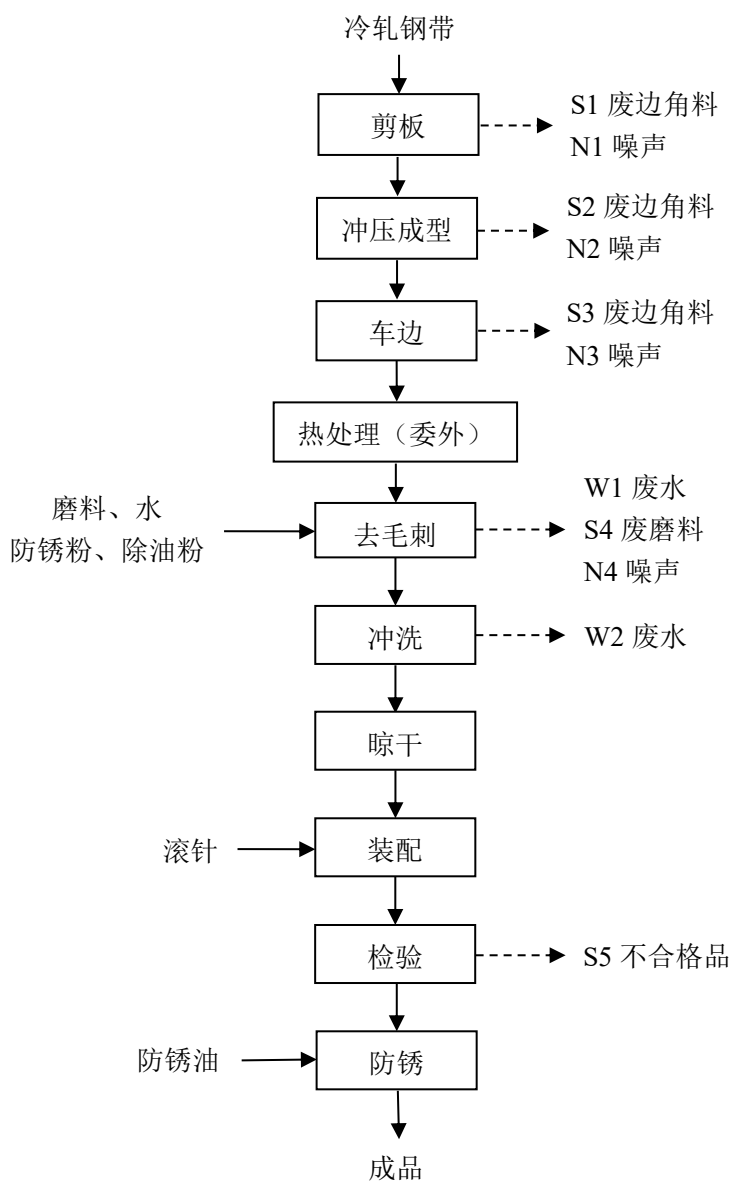 冷轧钢带
剪板
S1 废边角料
N1 噪声
冲压成型
S2 废边角料
N2 噪声
车边
S3 废边角料
N3 噪声
热处理（委外）
磨料、水
防锈粉、除油粉
去毛刺
W1 废水
S4 废磨料
N4 噪声
冲洗
W2 废水
晾干
滚针
装配
检验
S5 不合格品
防锈油
防锈
成品